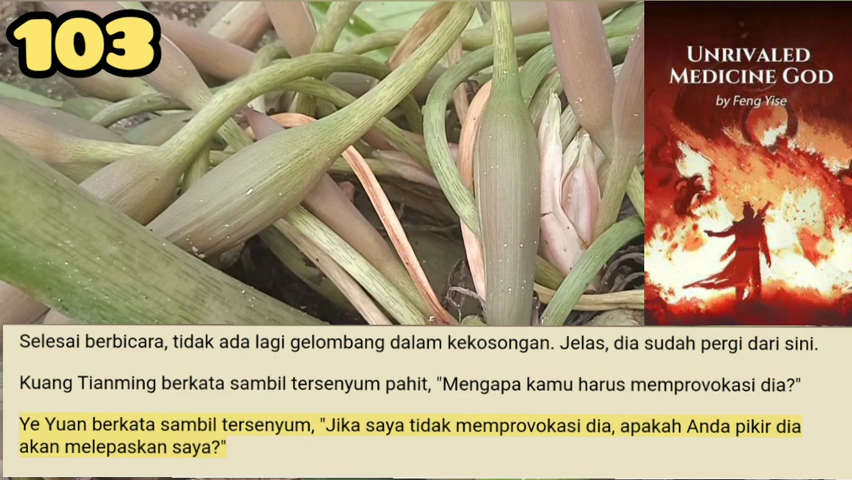 103
UNRIVALED
MEDICINE GOD
by Feng Yise
Selesai berbicara, tidak ada lagi gelombang dalam kekosongan. Jelas, dia sudah pergi dari sini.
Kuang Tianming berkata sambil tersenyum pahit, "Mengapa kamu harus memprovokasi dia?"
Ye Yuan berkata sambil tersenyum, "Jika saya tidak memprovokasi dia, apakah Anda pikir dia
akan melepaskan saya?"